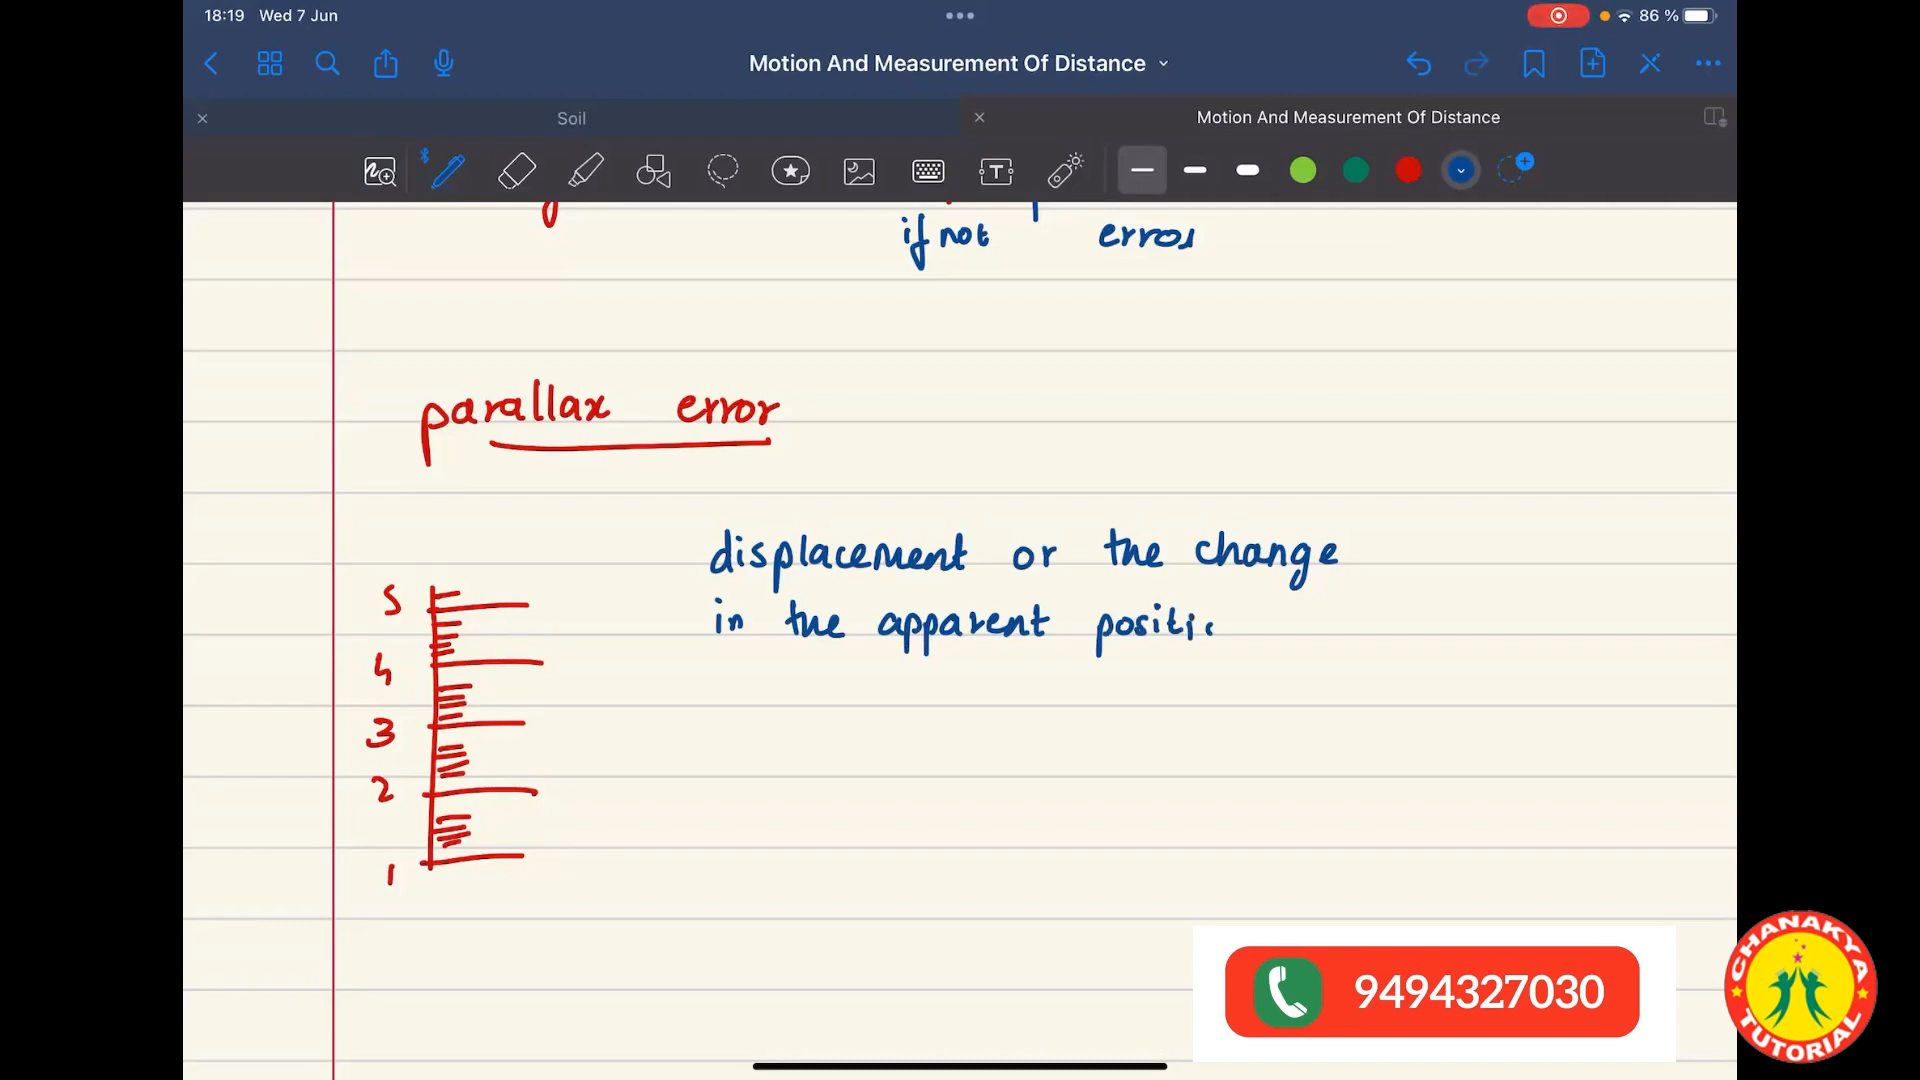 18:19 Wed 7 Jun
86 %
Motion And Measurement Of Distance
Soil
Motion And Measurement Of Distance
if not erros
parallax error
displacement or the change
in the apparent positi
5
4
3
2
1
9494327030
CHANAKYA
TUTORIAL